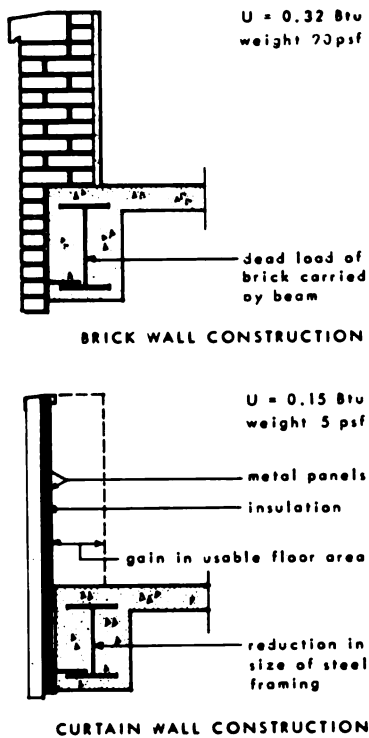 U = 0.32 Btu
weight psf
dead load of
brick carried
by beam
BRICK WALL CONSTRUCTION
U = 0.15 Btu
weight 5 psf
metal panels
insulation
gain in usable floor area
reduction in
size of steel
framing
CURTAIN WALL CONSTRUCTION